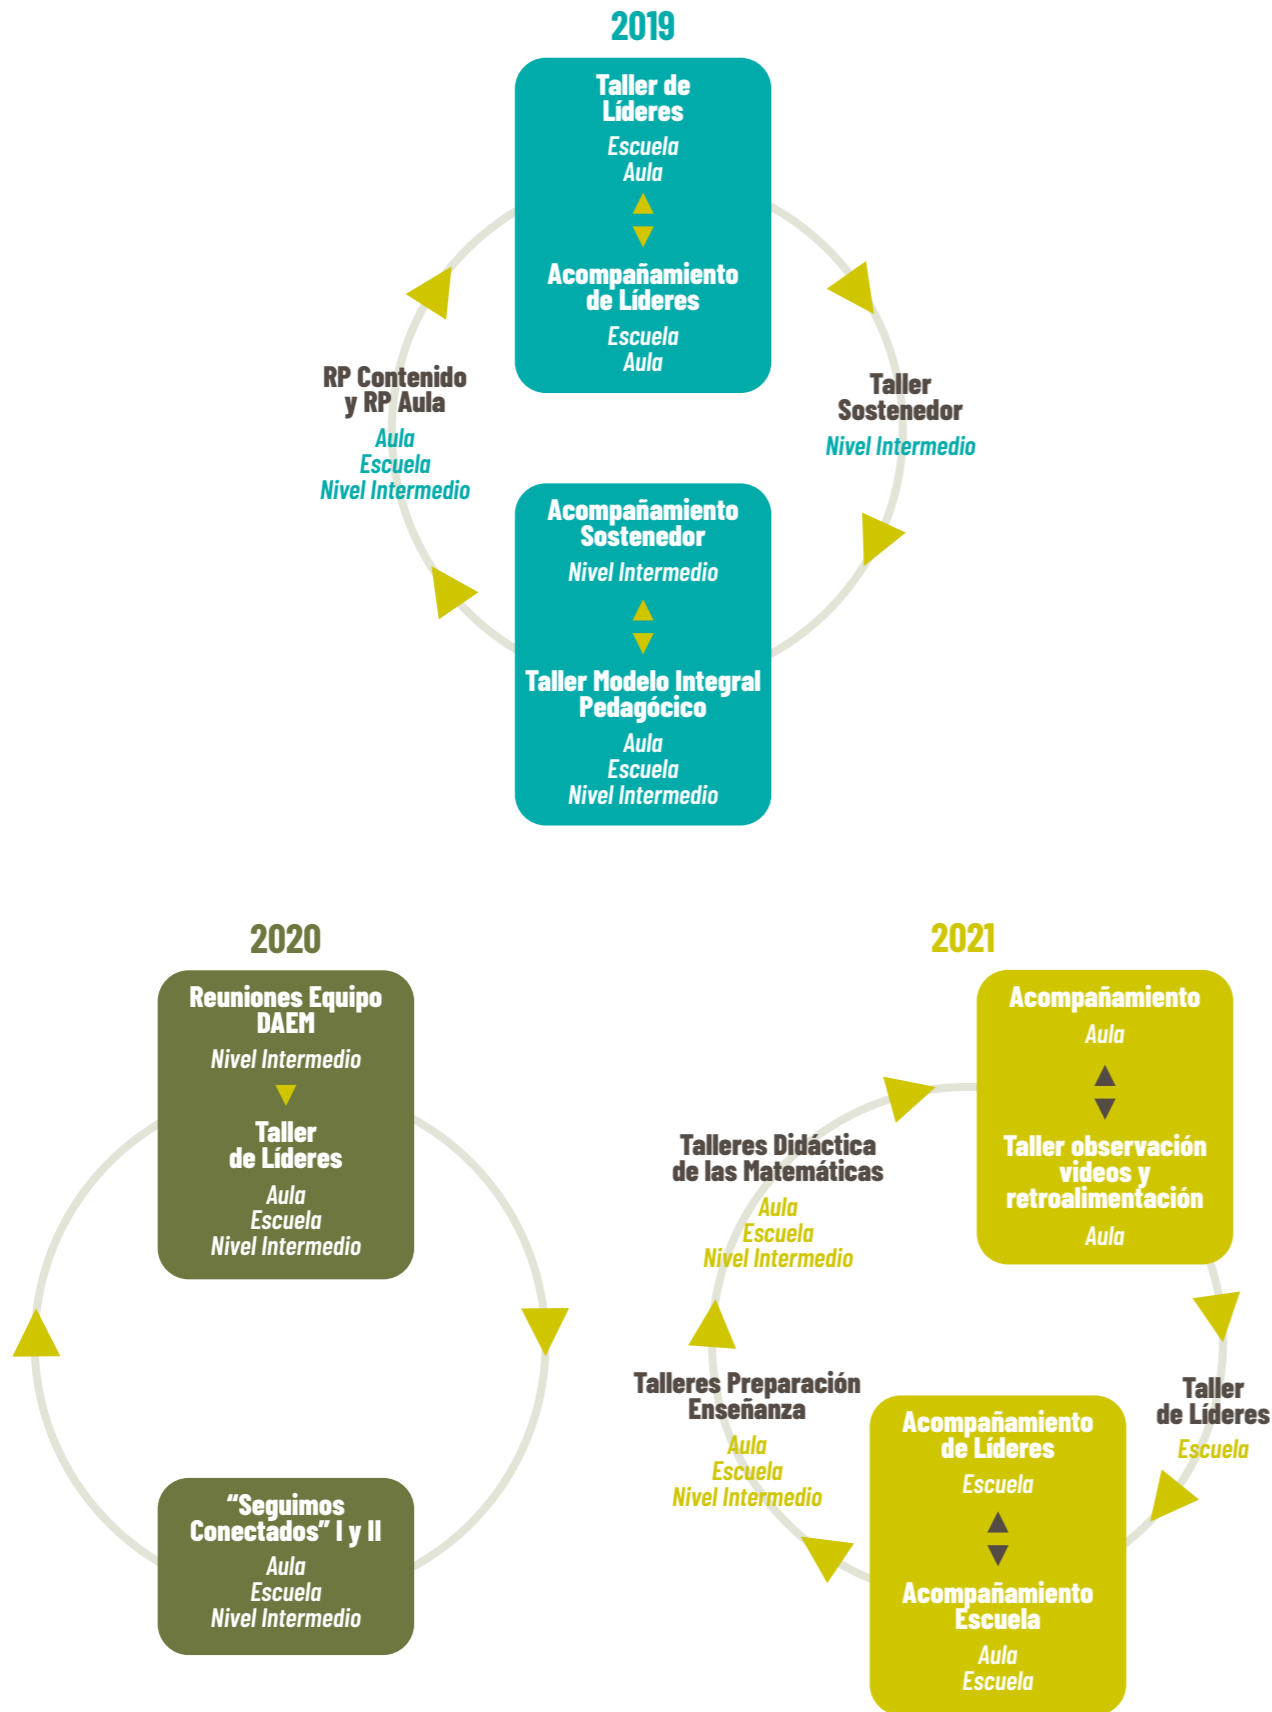 2019
Taller de
Líderes
Escuela
Aula
Acompañamiento
de Líderes
Escuela
Aula
RP Contenido
y RP Aula
Aula
Escuela
Nivel Intermedio
Taller
Sostenedor
Nivel Intermedio
Acompañamiento
Sostenedor
Nivel Intermedio
Taller Modelo Integral
Pedagócico
Aula
Escuela
Nivel Intermedio
2020
Reuniones Equipo
DAEM
Nivel Intermedio
Taller
de Líderes
Aula
Escuela
Nivel Intermedio
“Seguimos
Conectados” I y II
Aula
Escuela
Nivel Intermedio
2021
Acompañamiento
Aula
Taller observación
videos y
retroalimentación
Aula
Talleres Didáctica
de las Matemáticas
Aula
Escuela
Nivel Intermedio
Talleres Preparación
Enseñanza
Aula
Escuela
Nivel Intermedio
Taller
de Líderes
Escuela
Acompañamiento
de Líderes
Escuela
Acompañamiento
Escuela
Aula
Escuela